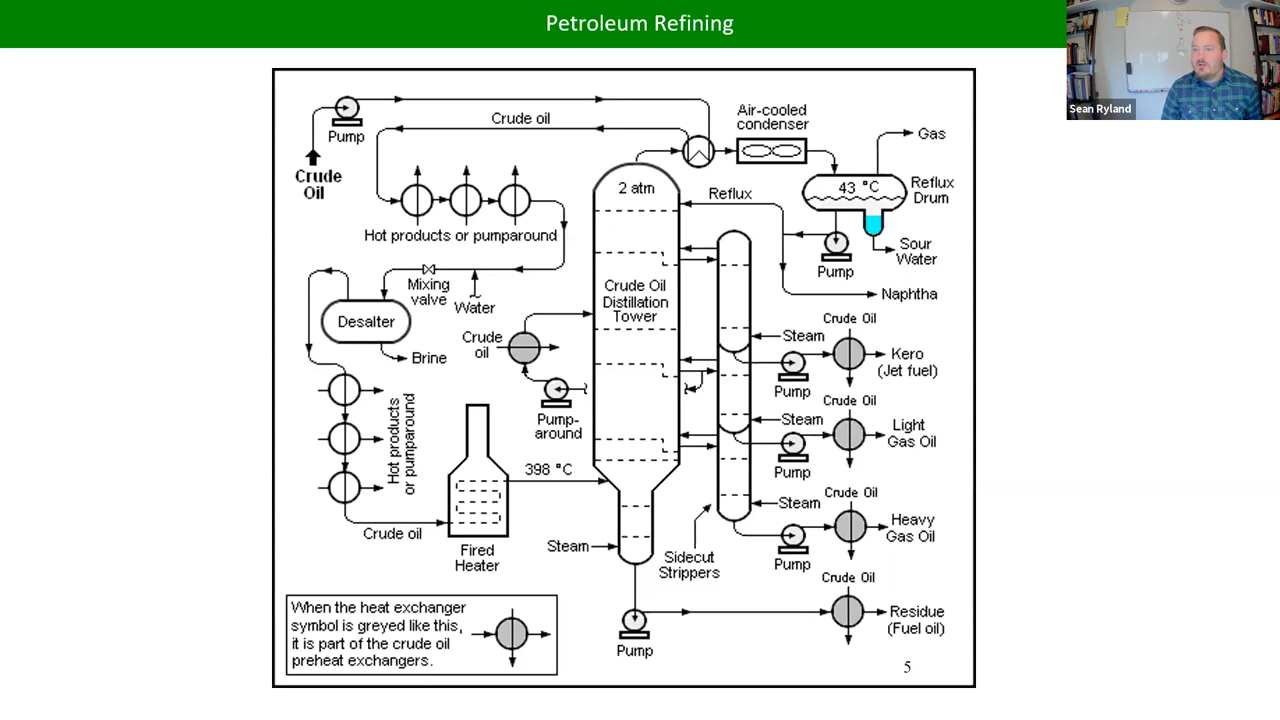 Petroleum Refining
Sean Ryland
Pump
Crude
Oil
Crude oil
Air-cooled
condenser
Gas
2 atm
Reflux
43 °C
Reflux
Drum
Hot products or pumparound
Pump
Sour
Water
Mixing
valve
Water
Naphtha
Crude Oil
Distillation
Tower
Desalter
Brine
Crude
oil
Steam
Crude Oil
Kero
(Jet fuel)
Pump
Hot products
or pumparound
Pump-
around
Steam
Crude Oil
Light
Gas Oil
Pump
398 °C
Crude oil
Fired
Heater
Steam
Sidecut
Strippers
Steam
Crude Oil
Heavy
Gas Oil
Pump
Crude Oil
Residue
(Fuel oil)
Pump
When the heat exchanger
symbol is greyed like this,
it is part of the crude oil
preheat exchangers.
5